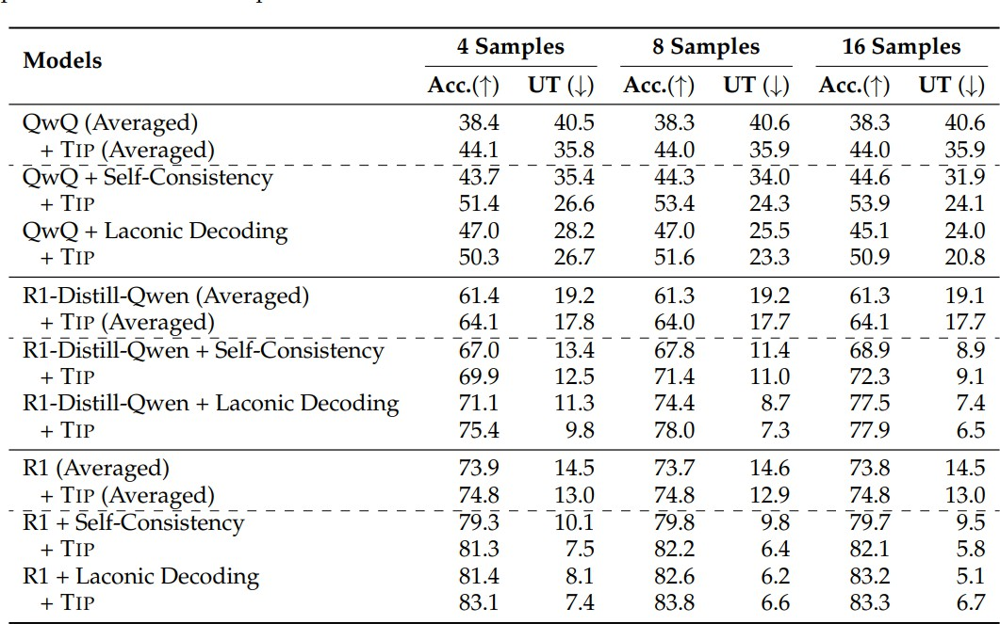 Models 4 Samples 8 Samples 16 Samples
Acc.(↑) UT (↓) Acc.(↑) UT (↓) Acc.(↑) UT (↓)
QwQ (Averaged) 38.4 40.5 38.3 40.6 38.3 40.6
+ TIP (Averaged) 44.1 35.8 44.0 35.9 44.0 35.9
QwQ + Self-Consistency 43.7 35.4 44.3 34.0 44.6 31.9
+ TIP 51.4 26.6 53.4 24.3 53.9 24.1
QwQ + Laconic Decoding 47.0 28.2 47.0 25.5 45.1 24.0
+ TIP 50.3 26.7 51.6 23.3 50.9 20.8
R1-Distill-Qwen (Averaged) 61.4 19.2 61.3 19.2 61.3 19.1
+ TIP (Averaged) 64.1 17.8 64.0 17.7 64.1 17.7
R1-Distill-Qwen + Self-Consistency 67.0 13.4 67.8 11.4 68.9 8.9
+ TIP 69.9 12.5 71.4 11.0 72.3 9.1
R1-Distill-Qwen + Laconic Decoding 71.1 11.3 74.4 8.7 77.5 7.4
+ TIP 75.4 9.8 78.0 7.3 77.9 6.5
R1 (Averaged) 73.9 14.5 73.7 14.6 73.8 14.5
+ TIP (Averaged) 74.8 13.0 74.8 12.9 74.8 13.0
R1 + Self-Consistency 79.3 10.1 79.8 9.8 79.7 9.5
+ TIP 81.3 7.5 82.2 6.4 82.1 5.8
R1 + Laconic Decoding 81.4 8.1 82.6 6.2 83.2 5.1
+ TIP 83.1 7.4 83.8 6.6 83.3 6.7